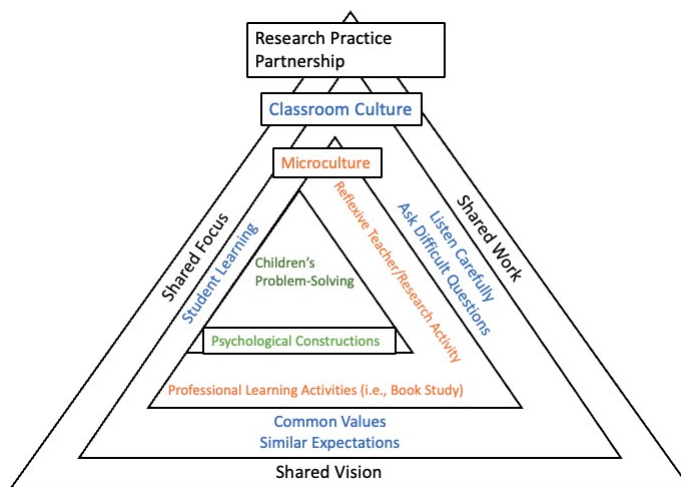 Research Practice
Partnership
Classroom Culture
Microculture
Shared Focus
Student Learning
Reflexive Teacher/Research Activity
Listen Carefully
Ask Difficult Questions
Shared Work
Children's
Problem-Solving
Psychological Constructions
Professional Learning Activities (i.e., Book Study)
Common Values
Similar Expectations
Shared Vision